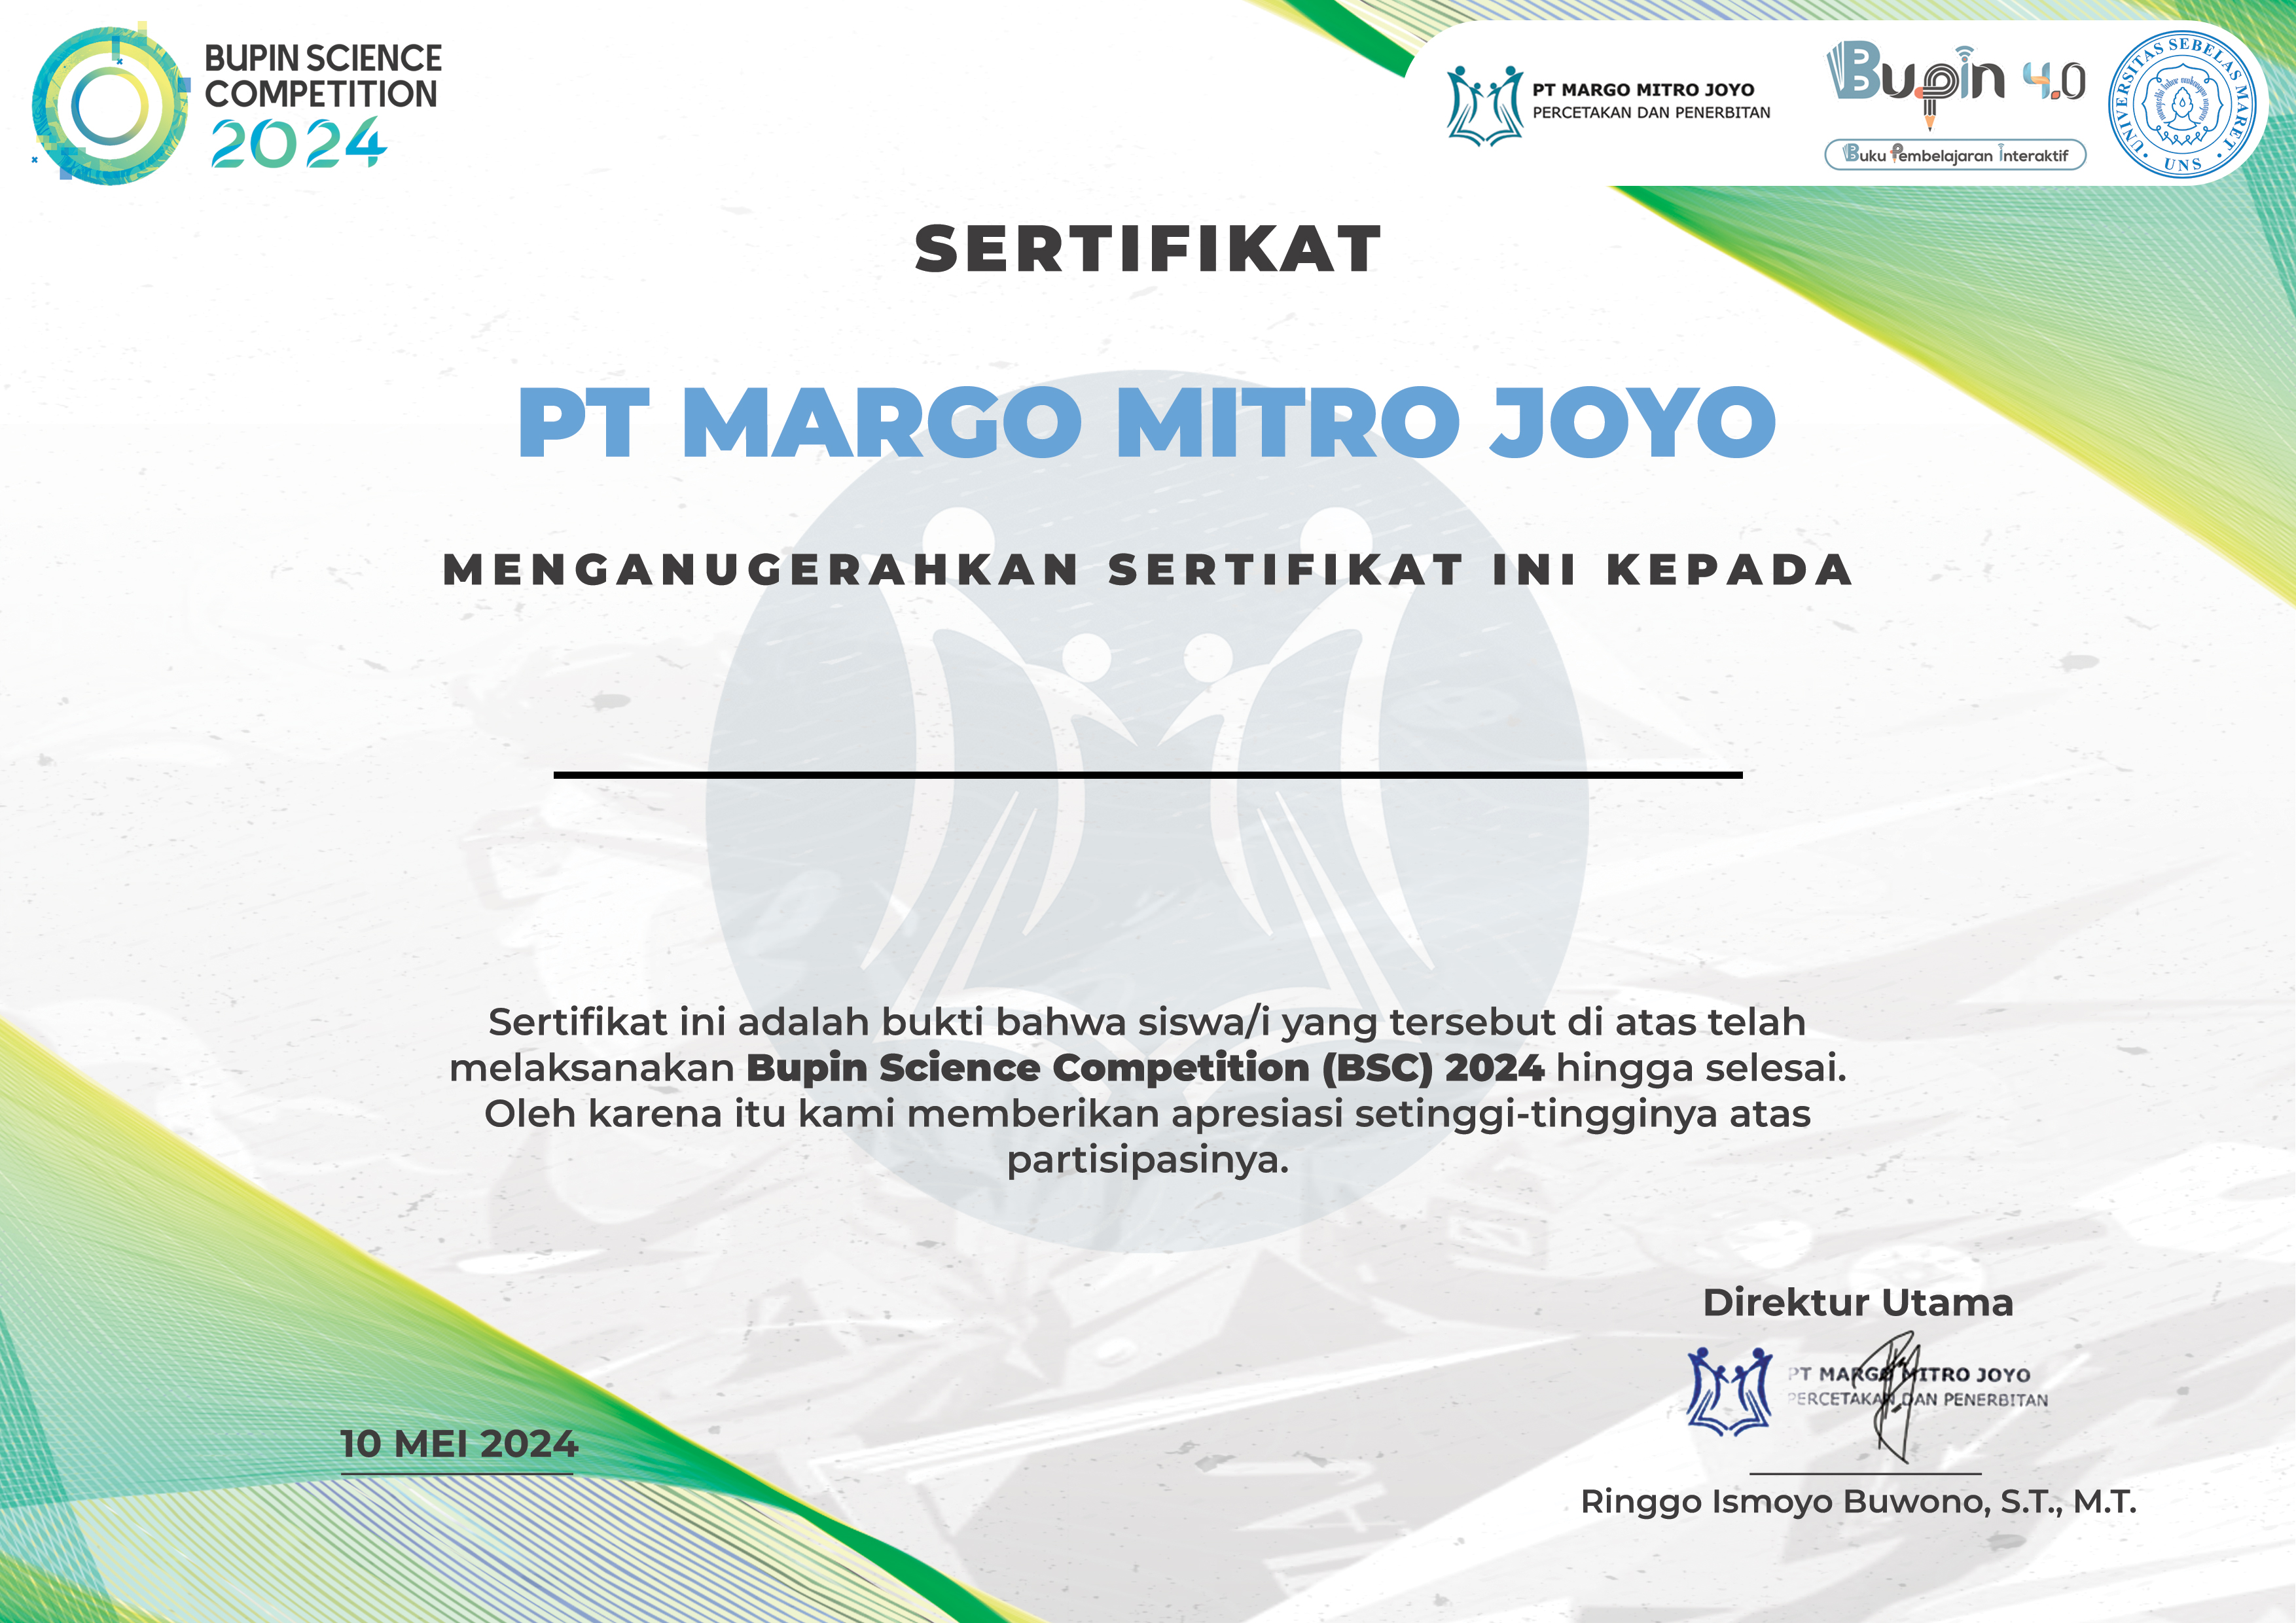 BUPIN SCIENCE
COMPETITION
2024
PT MARGO MITRO JOYO
PERCETAKAN DAN PENERBITAN
Bupin 4.0
Buku Pembelajaran Interaktif
UNIVERSITAS SEBELAS MARET
UNS
SERTIFIKAT
PT MARGO MITRO JOYO
MENGANUGERAHKAN SERTIFIKAT INI KEPADA
Sertifikat ini adalah bukti bahwa siswa/i yang tersebut di atas telah
melaksanakan Bupin Science Competition (BSC) 2024 hingga selesai.
Oleh karena itu kami memberikan apresiasi setinggi-tingginya atas
partisipasinya.
Direktur Utama
PT MARGO MITRO JOYO
PERCETAKAN DAN PENERBITAN
10 MEI 2024
Ringgo Ismoyo Buwono, S.T., M.T.